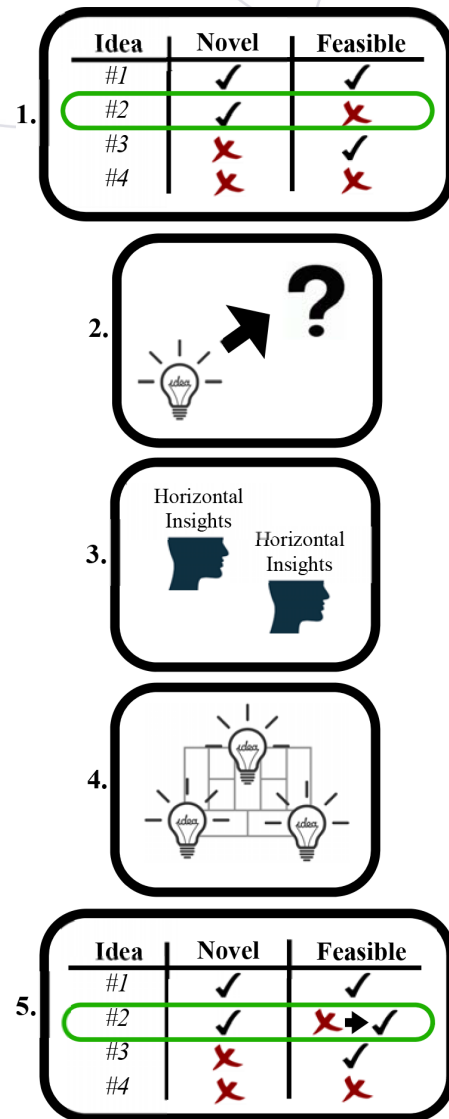 1.
Idea Novel Feasible
#1 ✓ ✓
#2 ✓ ✗
#3 ✗ ✓
#4 ✗ ✗
2.
?
idea
3.
Horizontal
Insights
Horizontal
Insights
4.
idea
idea
idea
5.
Idea Novel Feasible
#1 ✓ ✓
#2 ✓ ✗ ➡ ✓
#3 ✗ ✓
#4 ✗ ✗